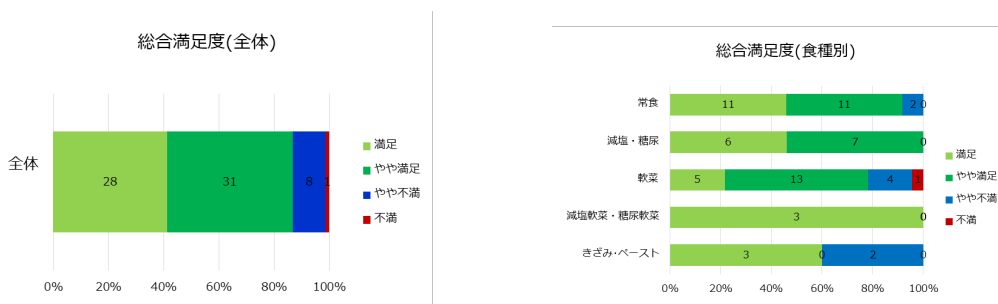 総合満足度(全体)
全体
28 31 8 1
0% 20% 40% 60% 80% 100%
満足
やや満足
やや不満
不満
総合満足度(食種別)
常食 11 11 2 0
減塩・糖尿 6 7 0
軟菜 5 13 4 1
減塩軟菜・糖尿軟菜 3 0
きざみ・ペースト 3 0 2 0
0% 20% 40% 60% 80% 100%
満足
やや満足
やや不満
不満